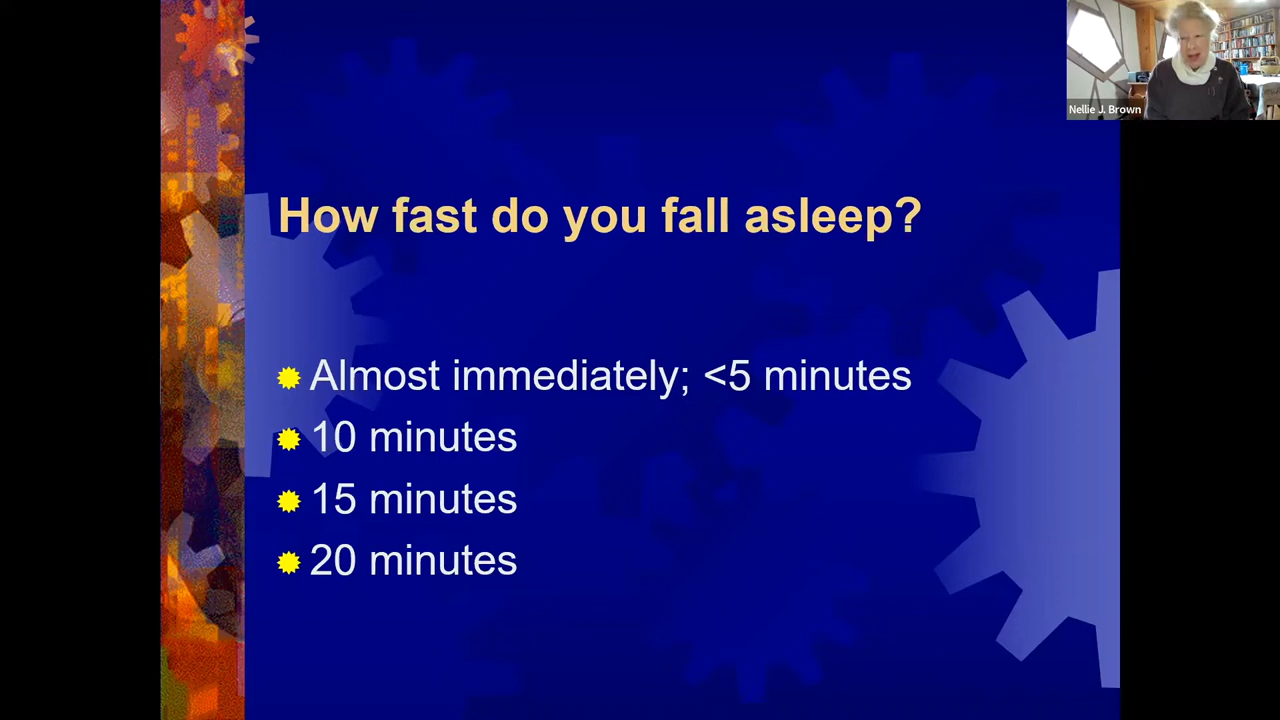 Nellie J. Brown
How fast do you fall asleep?
Almost immediately; <5 minutes
10 minutes
15 minutes
20 minutes